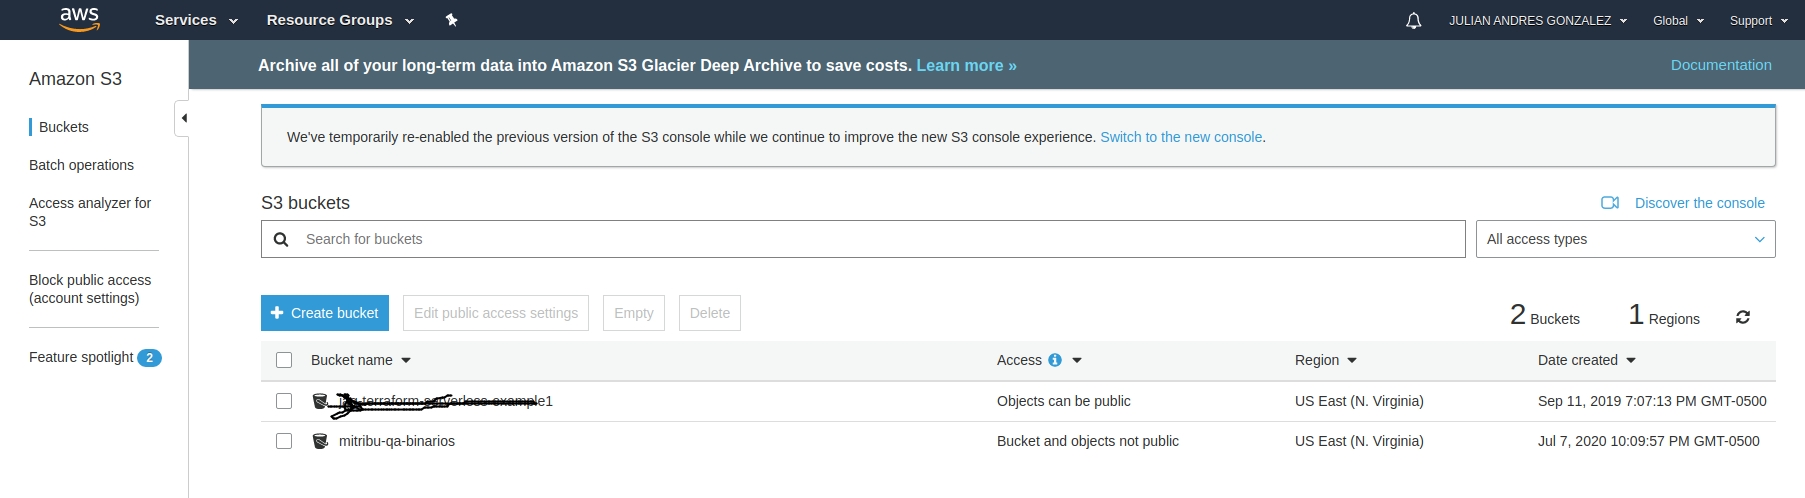 aws Services Resource Groups JULIAN ANDRES GONZALEZ Global Support
Amazon S3
Buckets
Batch operations
Access analyzer for
S3
Block public access
(account settings)
Feature spotlight 2
Archive all of your long-term data into Amazon S3 Glacier Deep Archive to save costs. Learn more » Documentation
We've temporarily re-enabled the previous version of the S3 console while we continue to improve the new S3 console experience. Switch to the new console.
S3 buckets Discover the console
Search for buckets All access types
Create bucket Edit public access settings Empty Delete 2 Buckets 1 Regions
Bucket name Access Region Date created
Objects can be public US East (N. Virginia) Sep 11, 2019 7:07:13 PM GMT-0500
mitribu-qa-binarios Bucket and objects not public US East (N. Virginia) Jul 7, 2020 10:09:57 PM GMT-0500